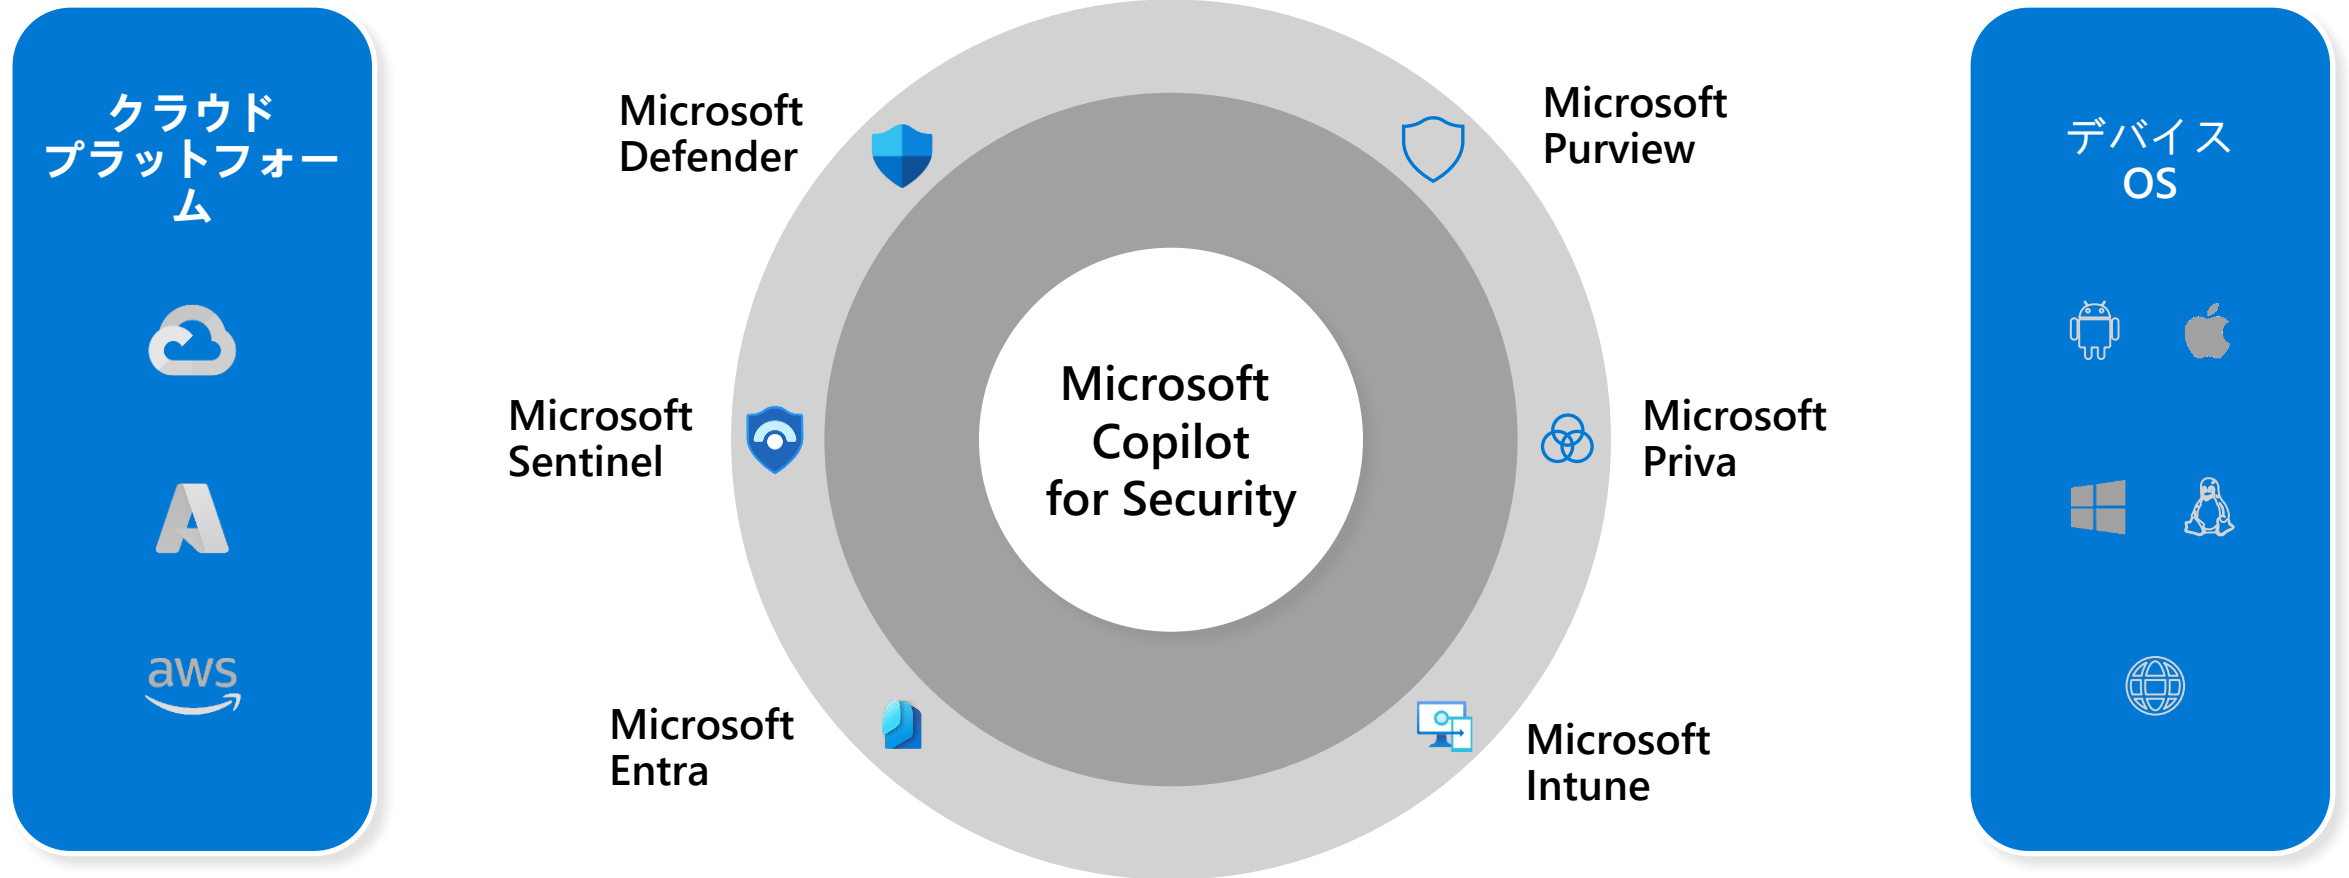 クラウド
プラットフォー
ム
aws
Microsoft
Defender
Microsoft
Sentinel
Microsoft
Entra
Microsoft
Copilot
for Security
Microsoft
Purview
Microsoft
Priva
Microsoft
Intune
デバイス
OS